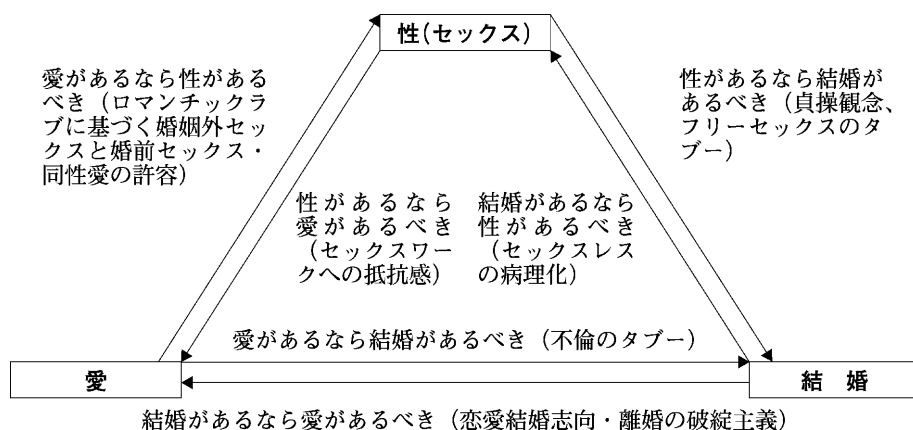 性(セックス)
愛があるなら性がある
べき（ロマンチックラ
ブに基づく婚姻外セッ
クスと婚前セックス・
同性愛の許容）
性があるなら結婚が
あるべき（貞操観念、
フリーセックスのタ
ブー）
性があるなら
愛があるべき
（セックスワー
クへの抵抗感）
結婚があるなら
性があるべき
（セックスレス
の病理化）
愛があるなら結婚があるべき（不倫のタブー）
愛
結　婚
結婚があるなら愛があるべき（恋愛結婚志向・離婚の破綻主義）